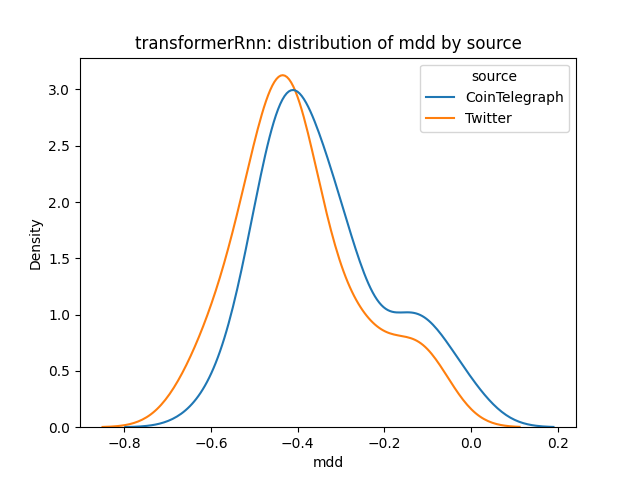 transformerRnn: distribution of mdd by source
source
CoinTelegraph
Twitter
Density
3.0
2.5
2.0
1.5
1.0
0.5
0.0
−0.8
−0.6
−0.4
−0.2
0.0
0.2
mdd